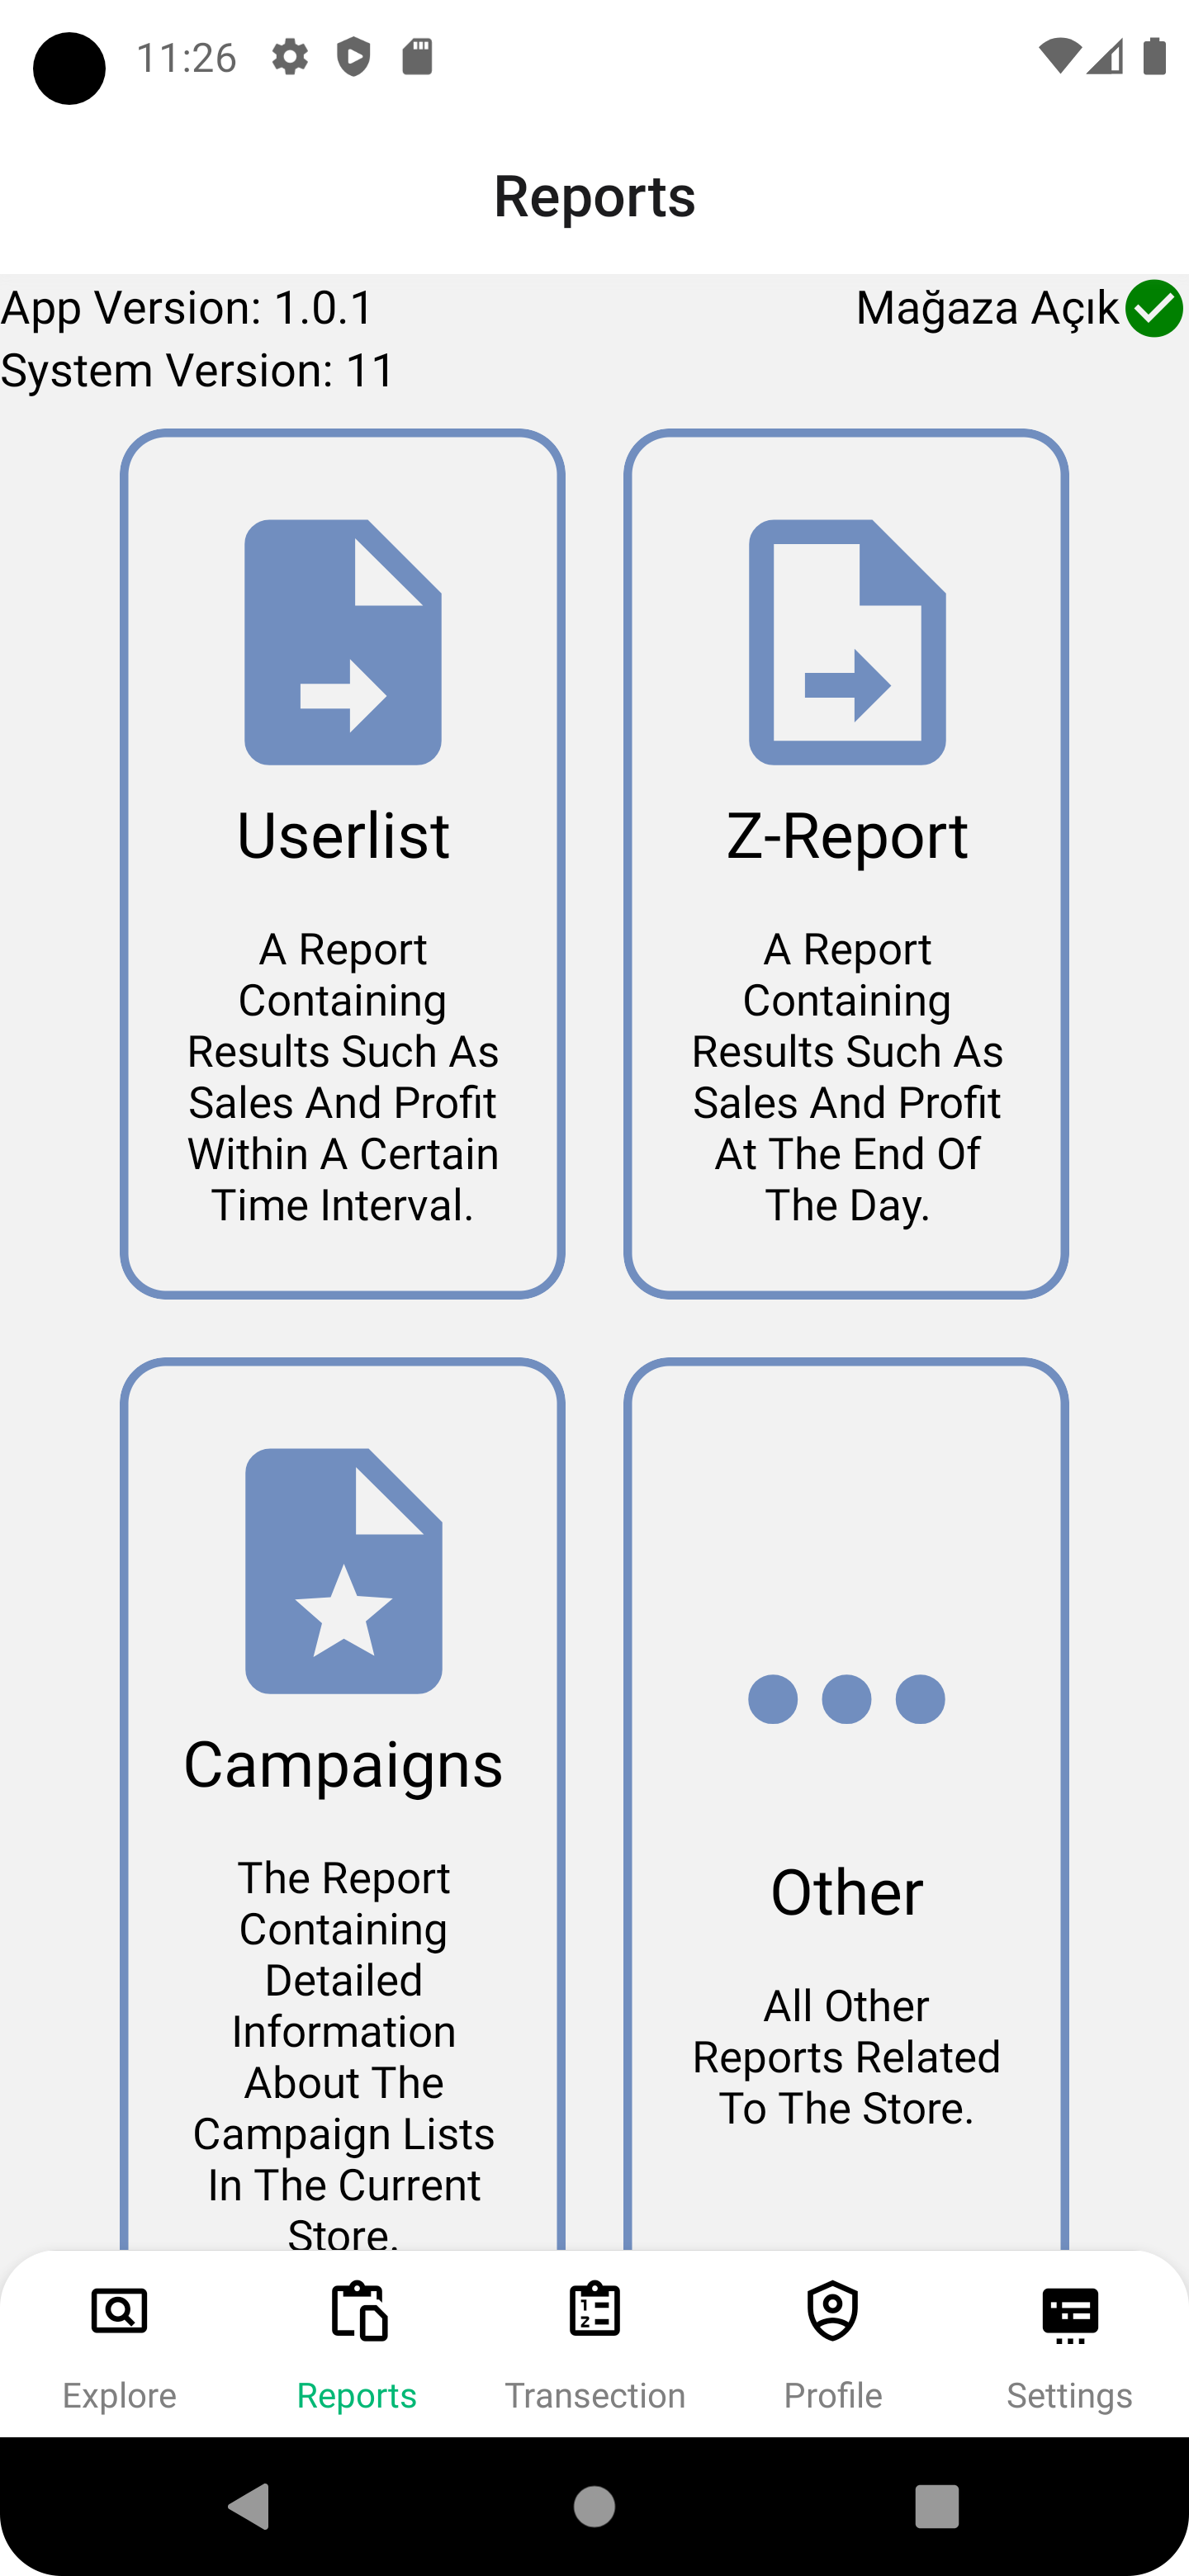 11:26
Reports
App Version: 1.0.1
Mağaza Açık
System Version: 11
Userlist
A Report
Containing
Results Such As
Sales And Profit
Within A Certain
Time Interval.
Z-Report
A Report
Containing
Results Such As
Sales And Profit
At The End Of
The Day.
Campaigns
The Report
Containing
Detailed
Information
About The
Campaign Lists
In The Current
Store.
Other
All Other
Reports Related
To The Store.
Explore
Reports
Transection
Profile
Settings